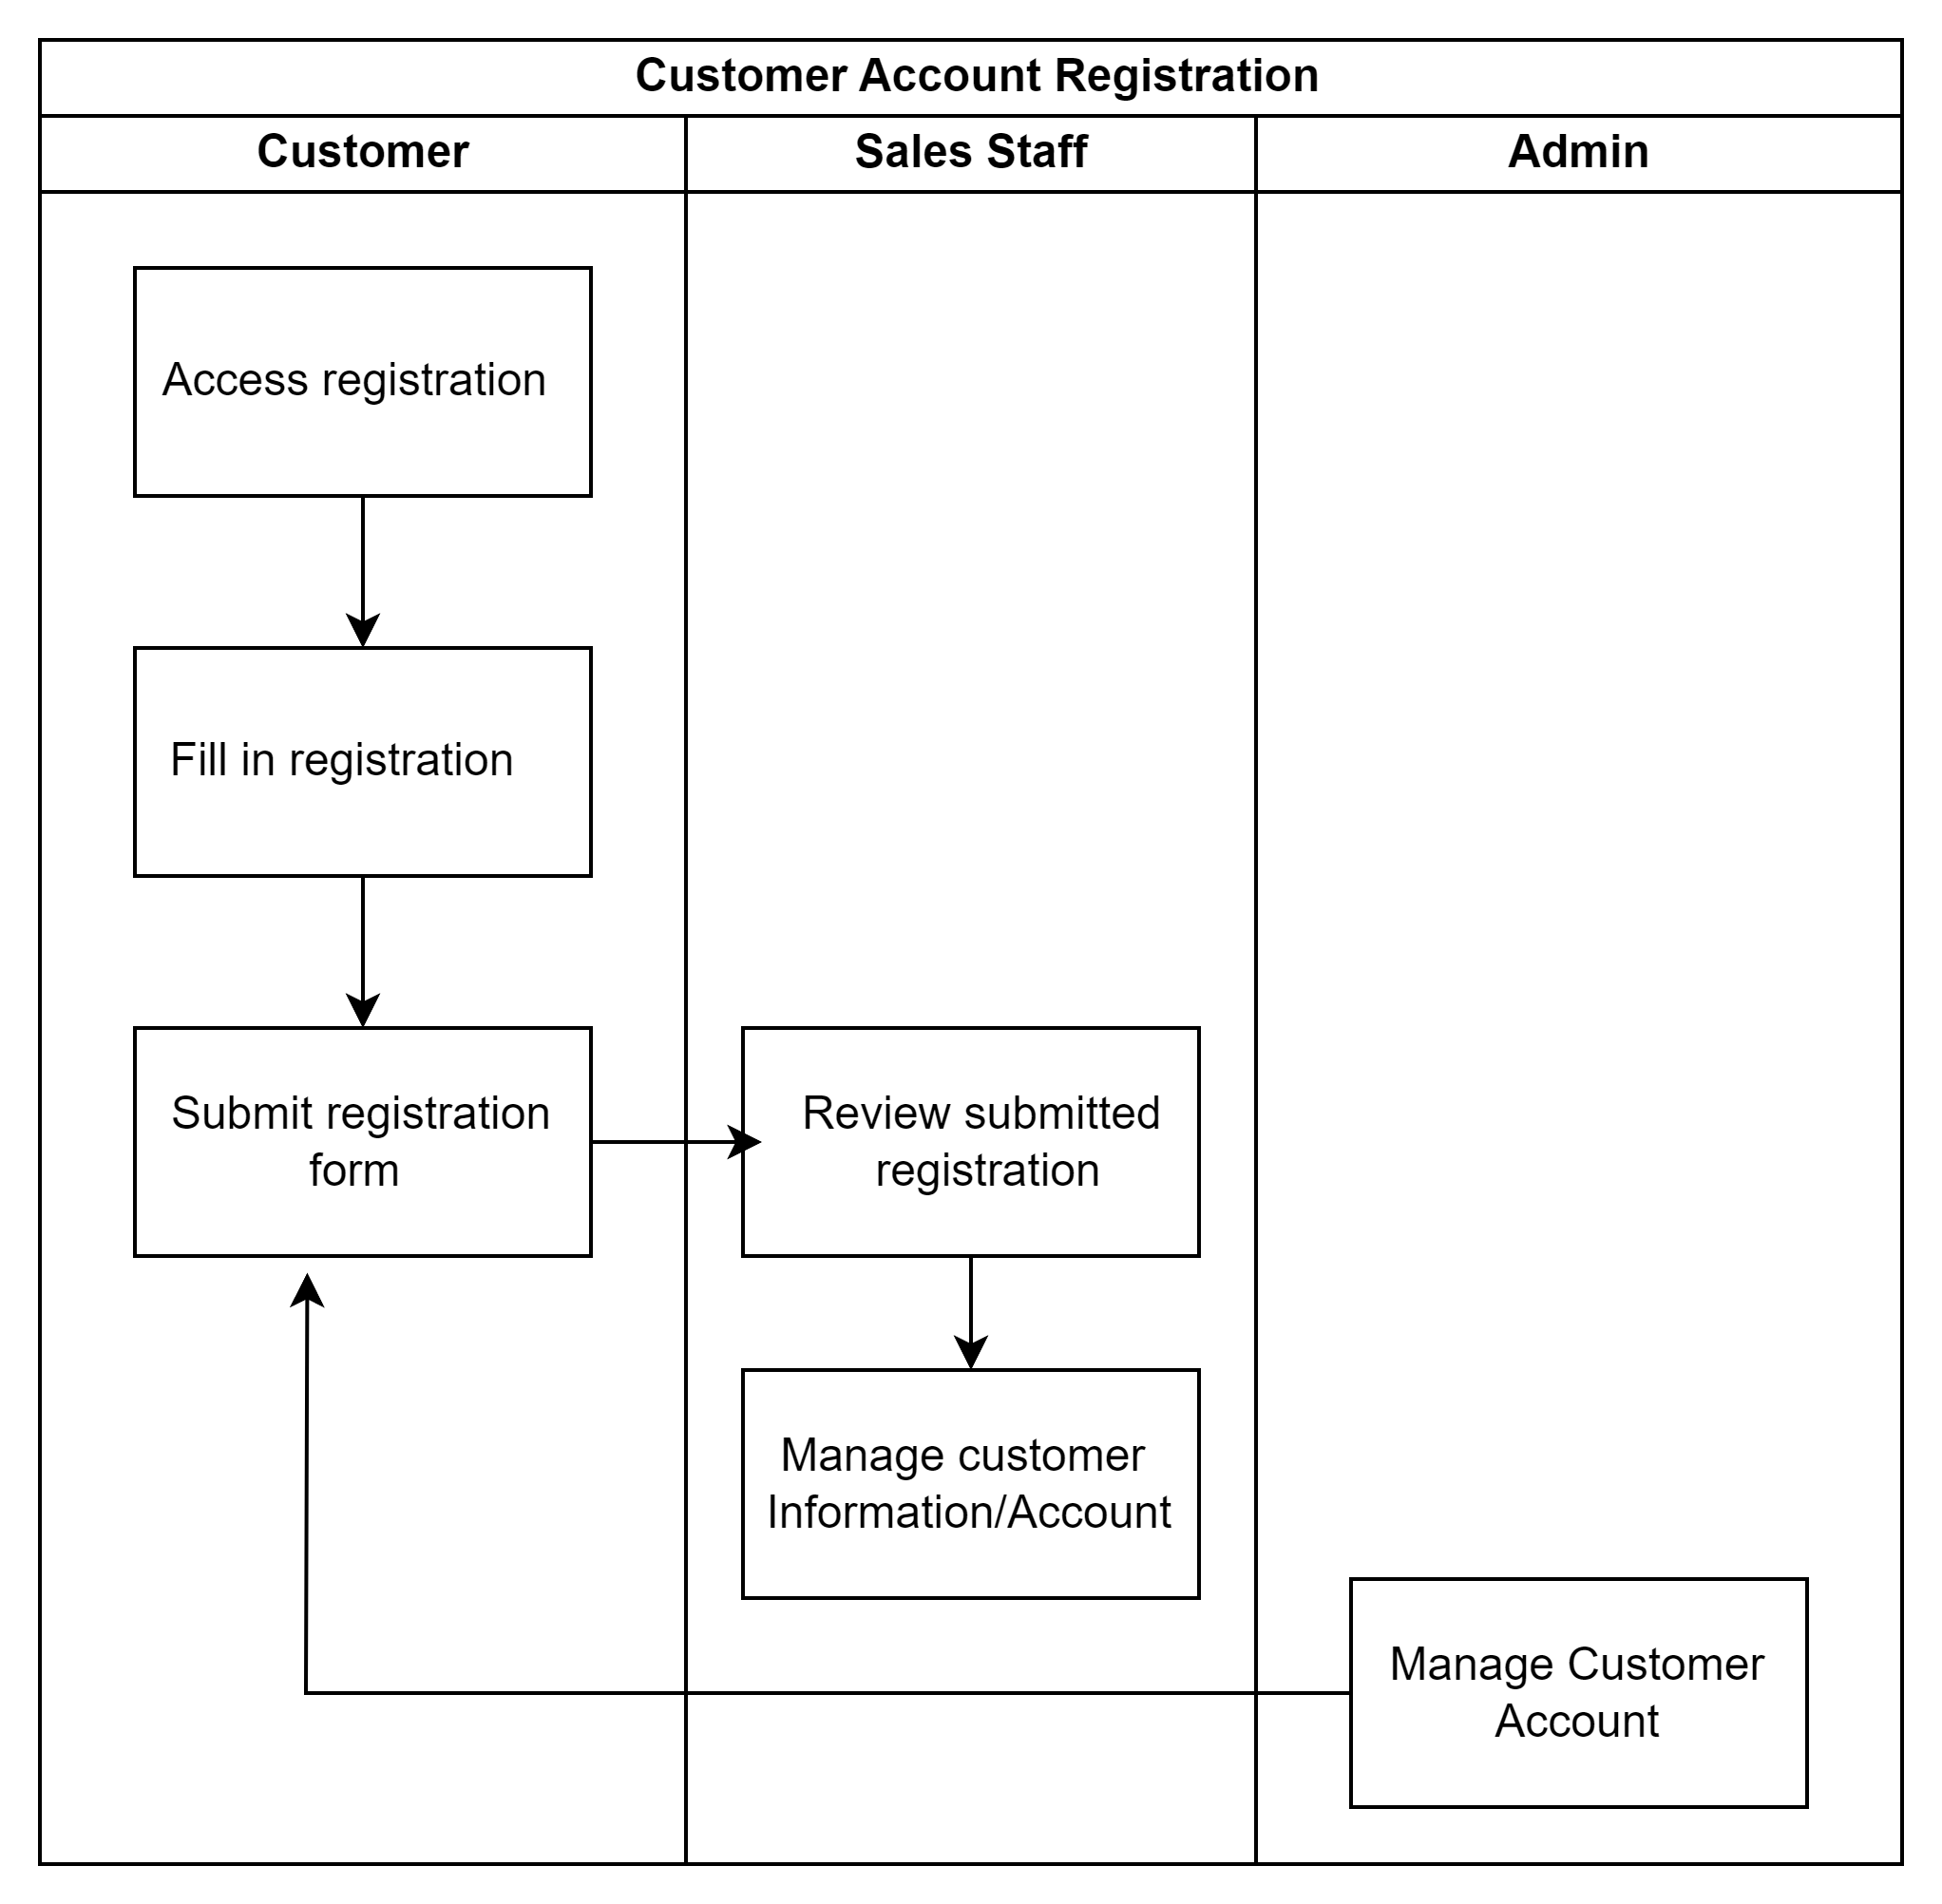 Customer Account Registration
Customer
Sales Staff
Admin
Access registration
Fill in registration
Submit registration
form
Review submitted
registration
Manage customer
Information/Account
Manage Customer
Account